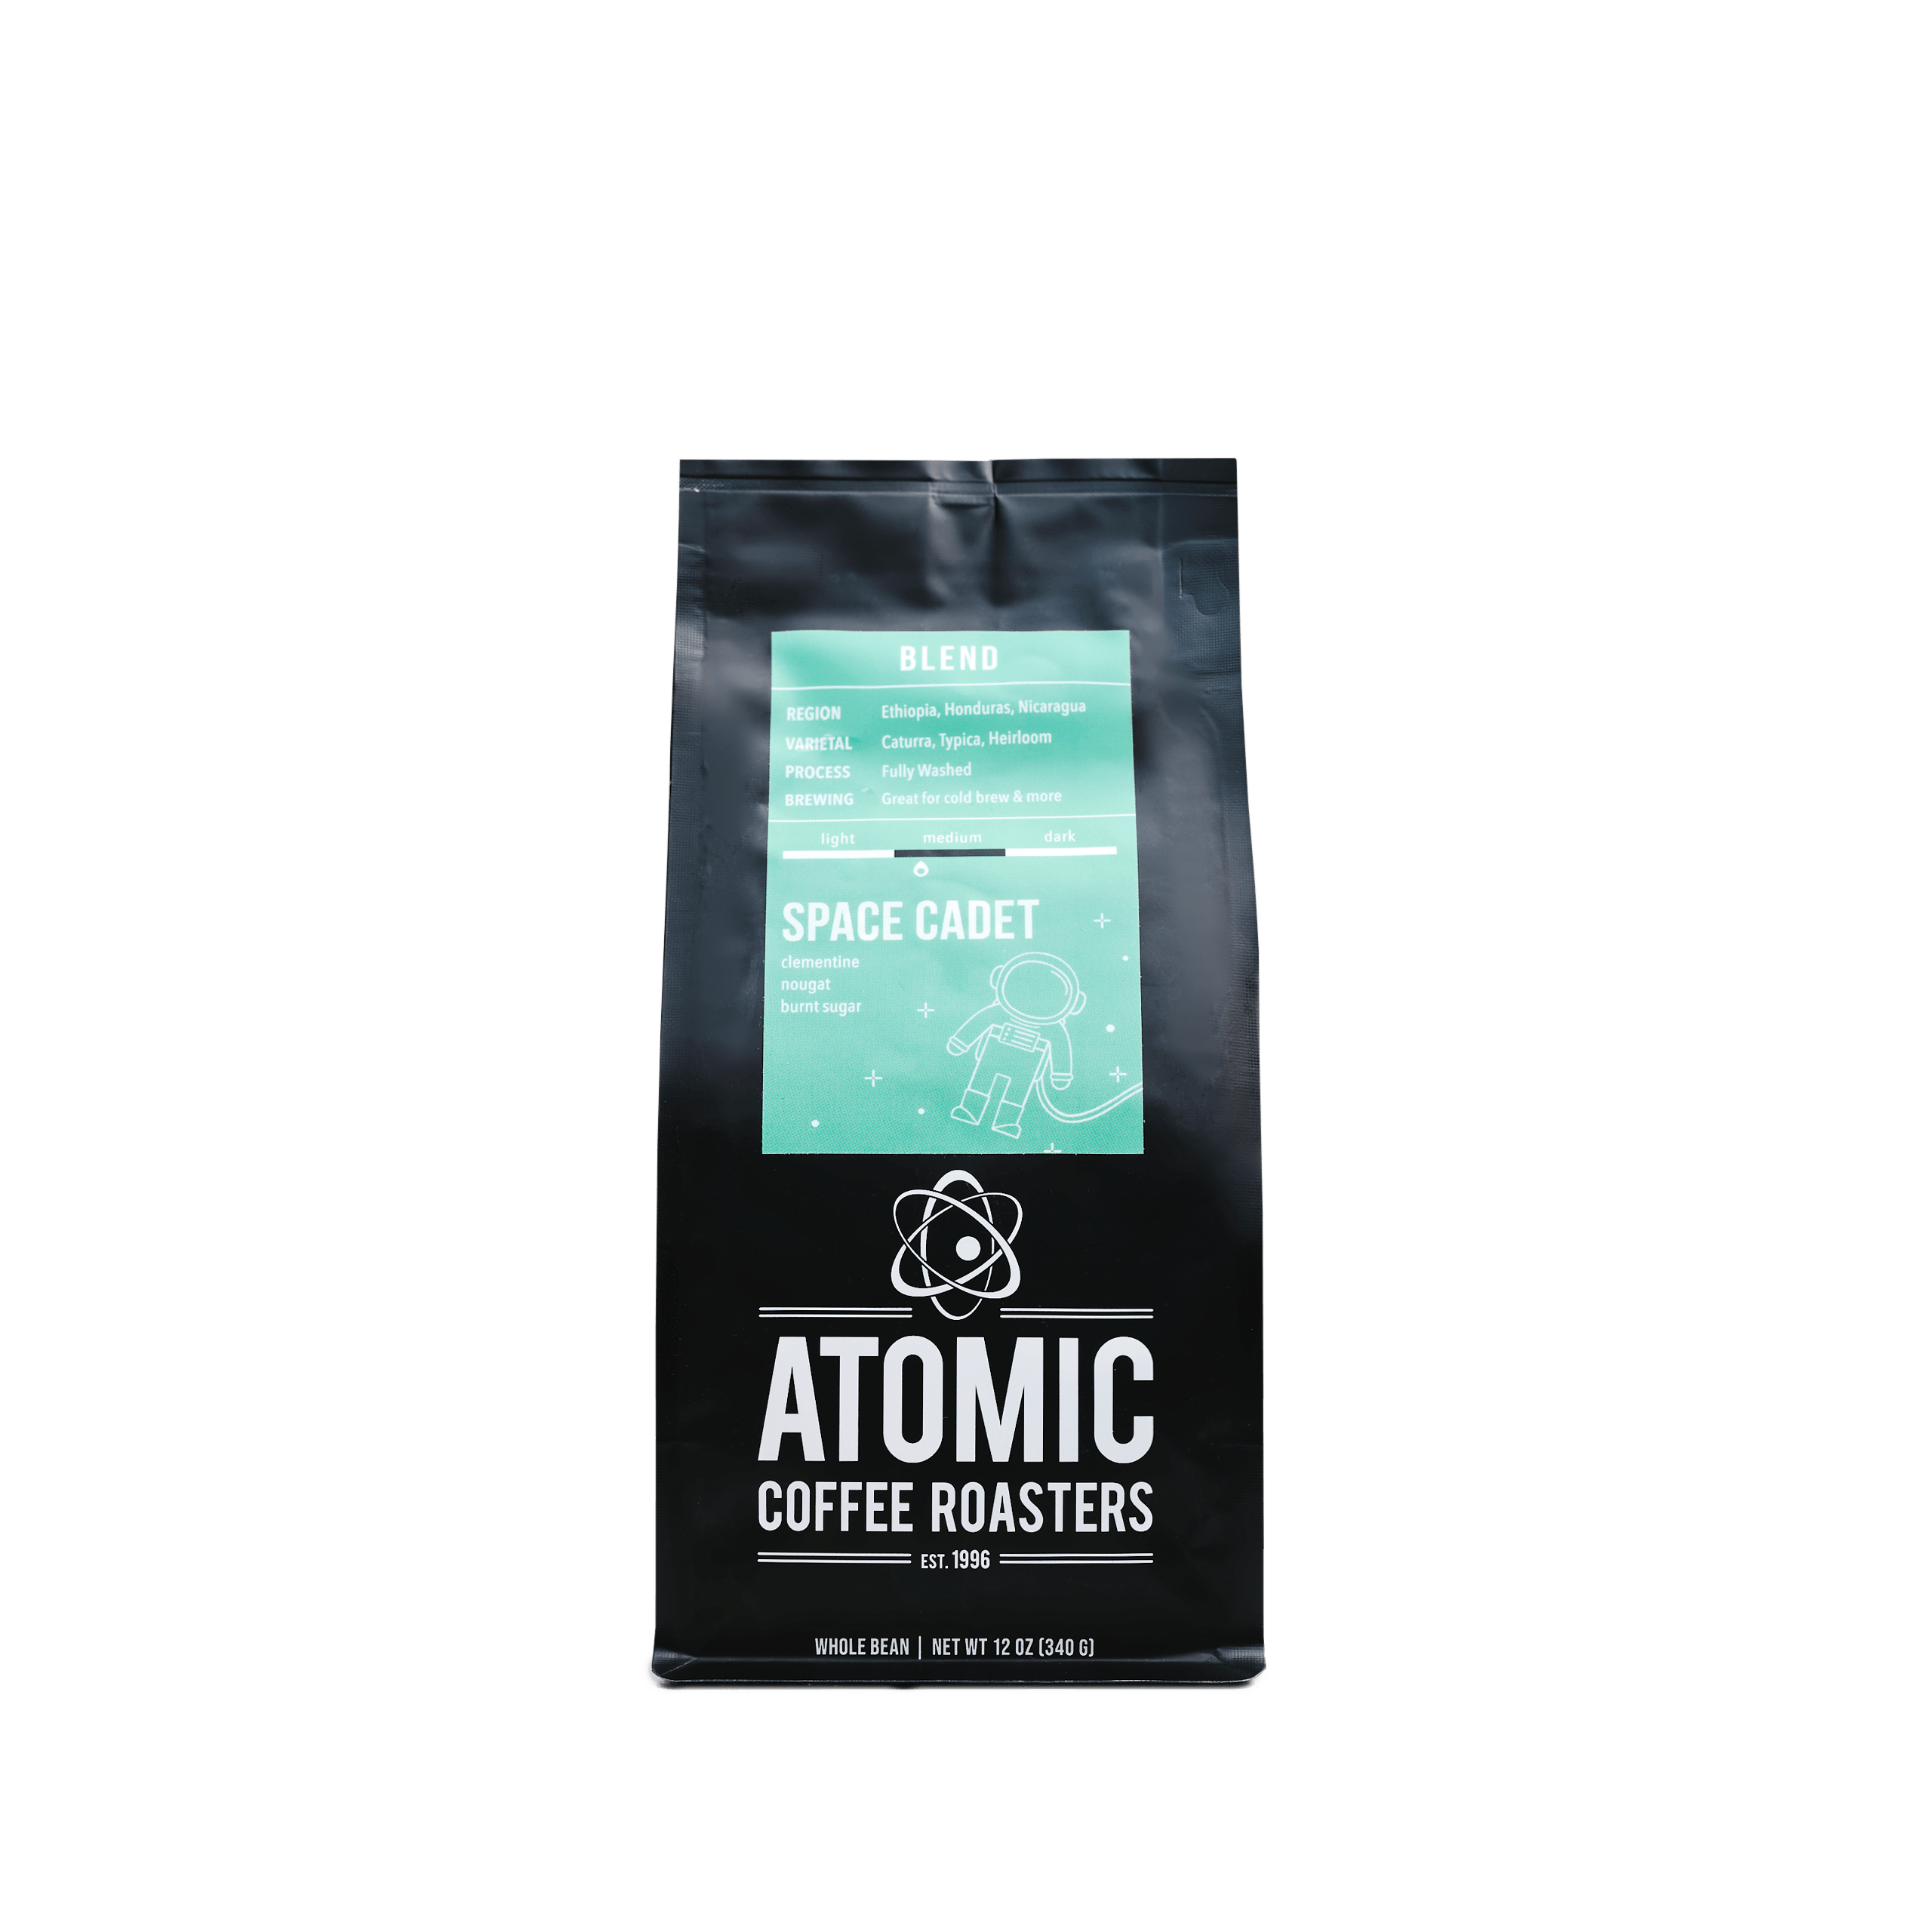 BLEND
REGION Ethiopia, Honduras, Nicaragua
VARIETAL Caturra, Typica, Heirloom
PROCESS Fully Washed
BREWING Great for cold brew & more
light medium dark
SPACE CADET
clementine
nougat
burnt sugar
ATOMIC
COFFEE ROASTERS
EST. 1996
WHOLE BEAN | NET WT 12 OZ (340 G)